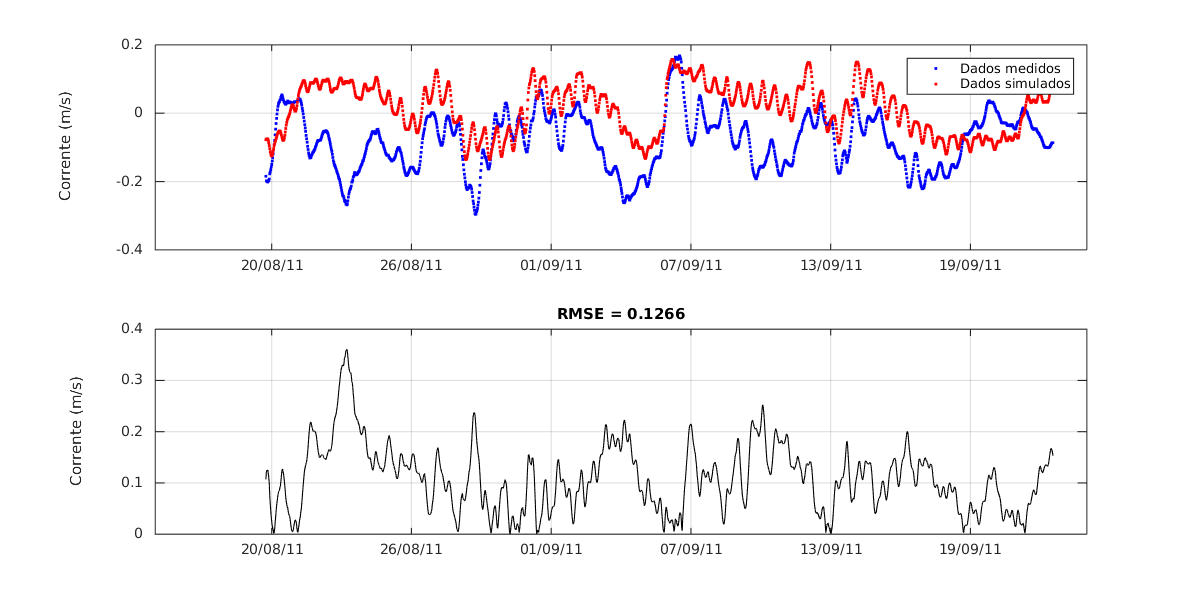 0.2
Dados medidos
Dados simulados
0
-0.2
-0.4
Corrente (m/s)
20/08/11 26/08/11 01/09/11 07/09/11 13/09/11 19/09/11
RMSE = 0.1266
0.4
0.3
0.2
0.1
0
Corrente (m/s)
20/08/11 26/08/11 01/09/11 07/09/11 13/09/11 19/09/11